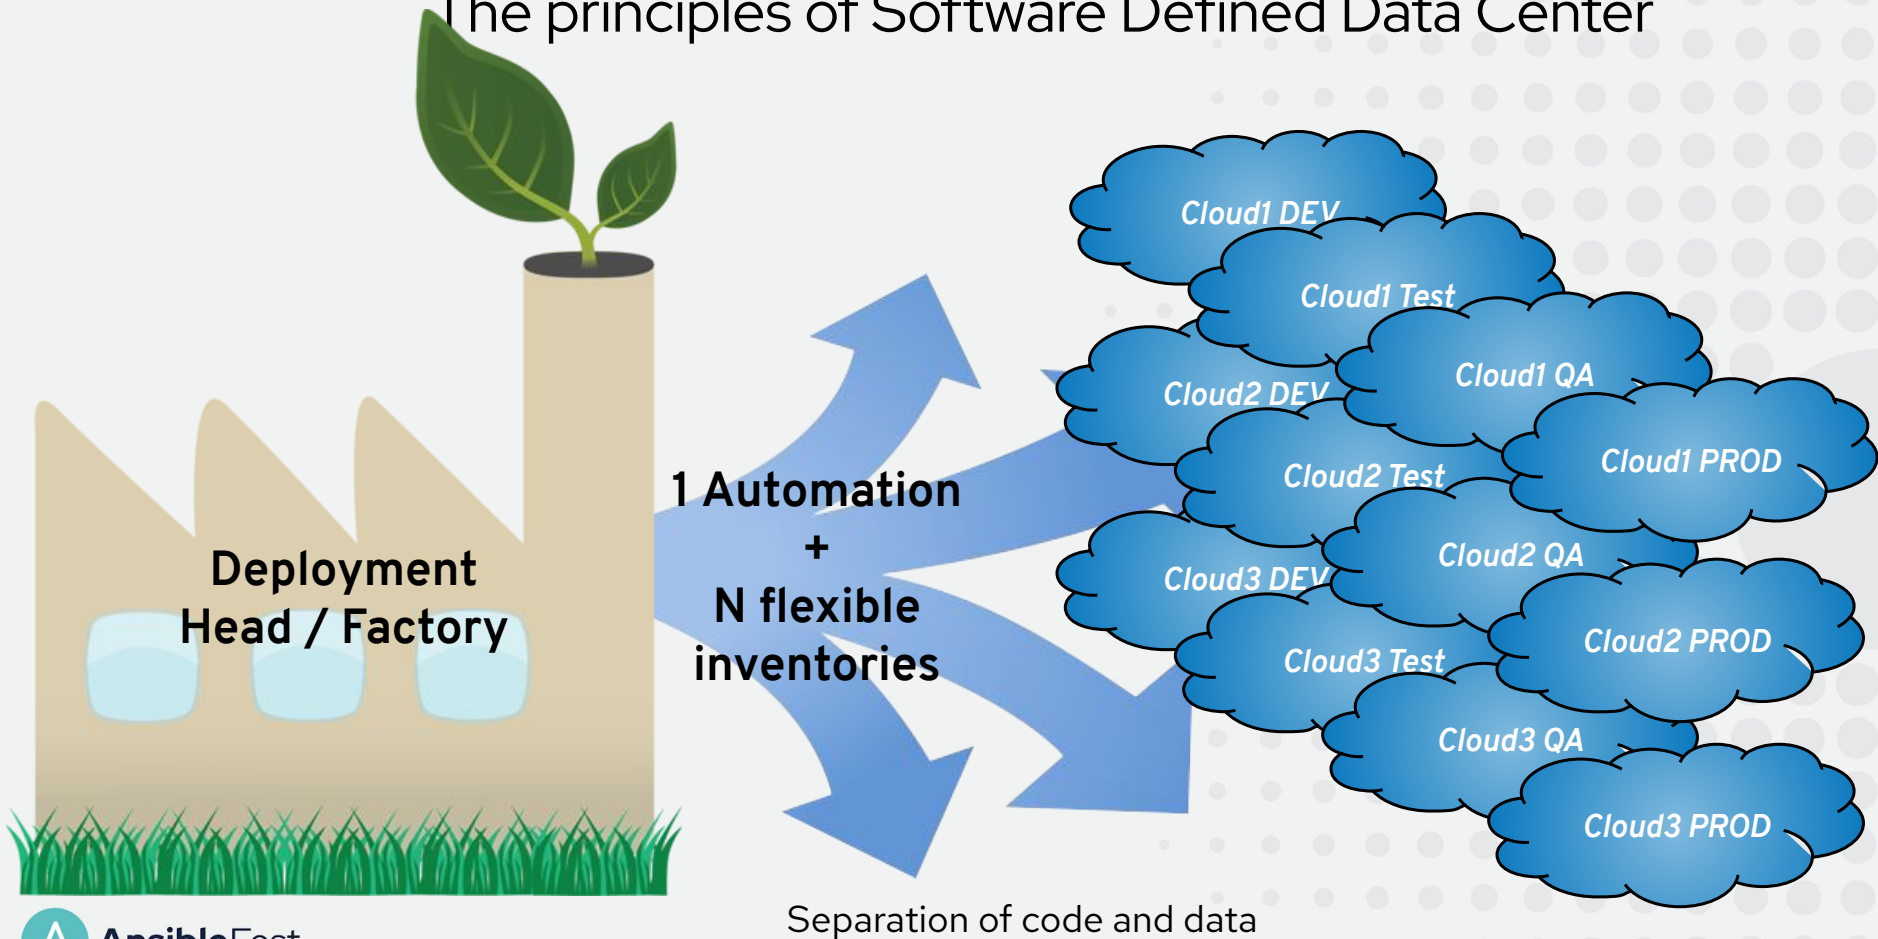 The principles of Software Defined Data Center
Deployment
Head / Factory
1 Automation
+
N flexible
inventories
Cloud1 DEV
Cloud1 Test
Cloud1 QA
Cloud1 PROD
Cloud2 DEV
Cloud2 Test
Cloud2 QA
Cloud2 PROD
Cloud3 DEV
Cloud3 Test
Cloud3 QA
Cloud3 PROD
Separation of code and data
A AnsibleFest